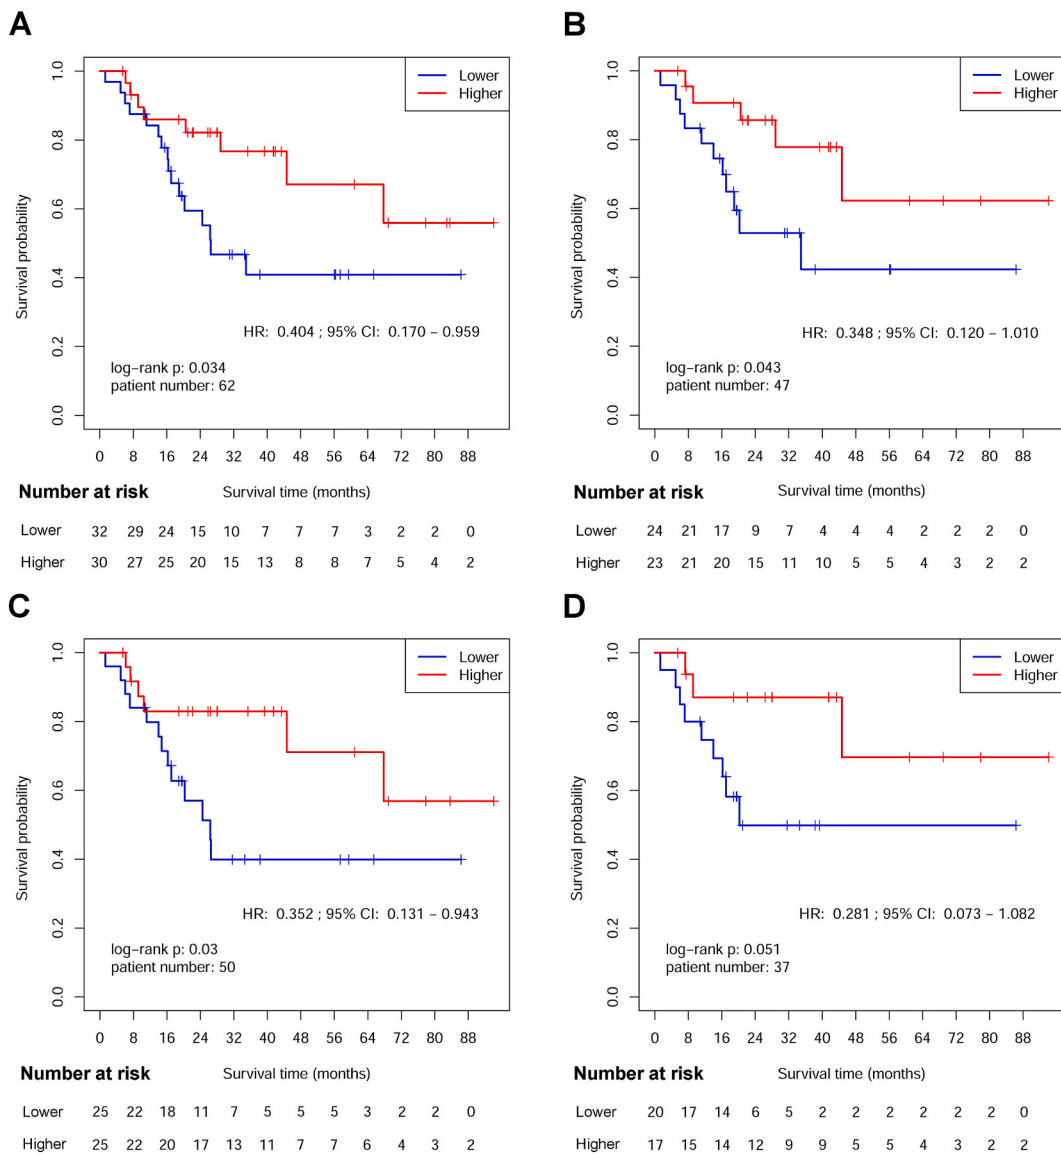 A
Survival probability
0.0 0.2 0.4 0.6 0.8 1.0
Lower
Higher
HR: 0.404 ; 95% CI: 0.170 – 0.959
log–rank p: 0.034
patient number: 62
0 8 16 24 32 40 48 56 64 72 80 88
Number at risk
Survival time (months)
Lower 32 29 24 15 10 7 7 7 3 2 2 0
Higher 30 27 25 20 15 13 8 8 7 5 4 2
B
Survival probability
0.0 0.2 0.4 0.6 0.8 1.0
Lower
Higher
HR: 0.348 ; 95% CI: 0.120 – 1.010
log–rank p: 0.043
patient number: 47
0 8 16 24 32 40 48 56 64 72 80 88
Number at risk
Survival time (months)
Lower 24 21 17 9 7 4 4 4 2 2 2 0
Higher 23 21 20 15 11 10 5 5 4 3 2 2
C
Survival probability
0.0 0.2 0.4 0.6 0.8 1.0
Lower
Higher
HR: 0.352 ; 95% CI: 0.131 – 0.943
log–rank p: 0.03
patient number: 50
0 8 16 24 32 40 48 56 64 72 80 88
Number at risk
Survival time (months)
Lower 25 22 18 11 7 5 5 5 3 2 2 0
Higher 25 22 20 17 13 11 7 7 6 4 3 2
D
Survival probability
0.0 0.2 0.4 0.6 0.8 1.0
Lower
Higher
HR: 0.281 ; 95% CI: 0.073 – 1.082
log–rank p: 0.051
patient number: 37
0 8 16 24 32 40 48 56 64 72 80 88
Number at risk
Survival time (months)
Lower 20 17 14 6 5 2 2 2 2 2 2 0
Higher 17 15 14 12 9 9 5 5 4 3 2 2